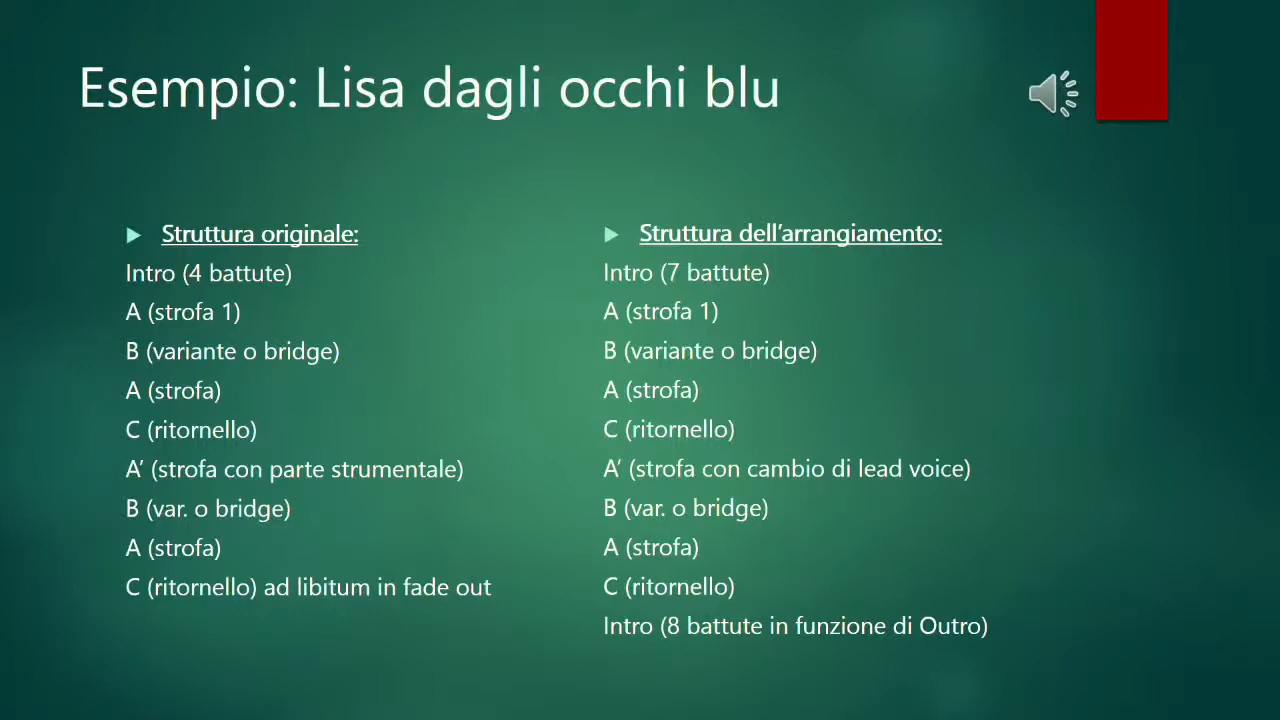 Esempio: Lisa dagli occhi blu
Struttura originale:
Intro (4 battute)
A (strofa 1)
B (variante o bridge)
A (strofa)
C (ritornello)
A’ (strofa con parte strumentale)
B (var. o bridge)
A (strofa)
C (ritornello) ad libitum in fade out
Struttura dell’arrangiamento:
Intro (7 battute)
A (strofa 1)
B (variante o bridge)
A (strofa)
C (ritornello)
A’ (strofa con cambio di lead voice)
B (var. o bridge)
A (strofa)
C (ritornello)
Intro (8 battute in funzione di Outro)